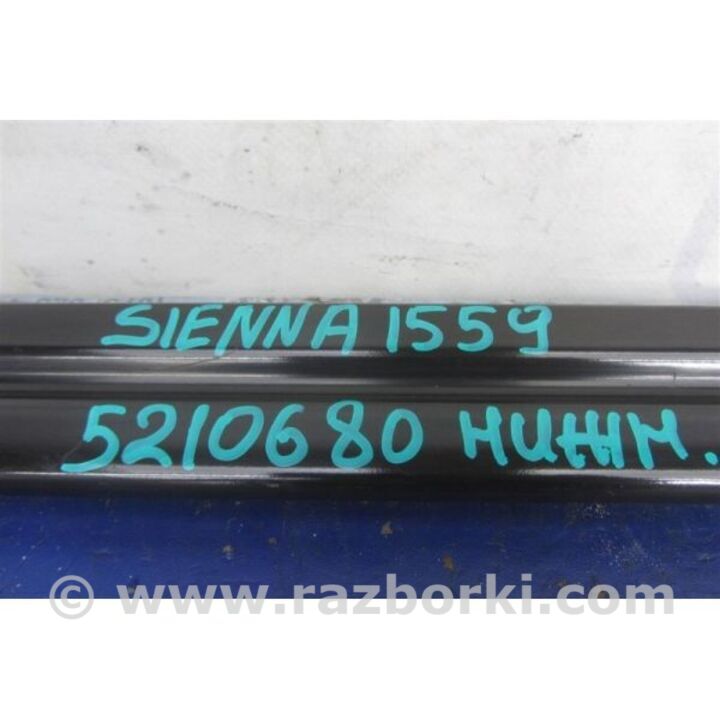 SIENNA 1559
5210680 НИЖН.
© www.razborki.com